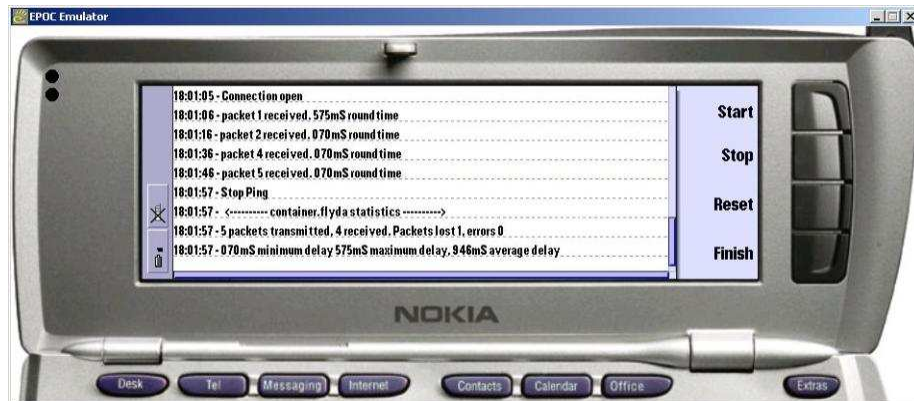 EPOC Emulator
18:01:05 - Connection open
18:01:06 - packet 1 received. 575mS round time
18:01:16 - packet 2 received. 070mS round time
18:01:36 - packet 4 received. 070mS round time
18:01:46 - packet 5 received. 070mS round time
18:01:57 - Stop Ping
18:01:57 - <---------- container.flyda statistics ---------->
18:01:57 - 5 packets transmitted, 4 received. Packets lost 1, errors 0
18:01:57 - 070mS minimum delay 575mS maximum delay, 946mS average delay
Start
Stop
Reset
Finish
NOKIA
Desk
Tel
Messaging
Internet
Contacts
Calendar
Office
Extras